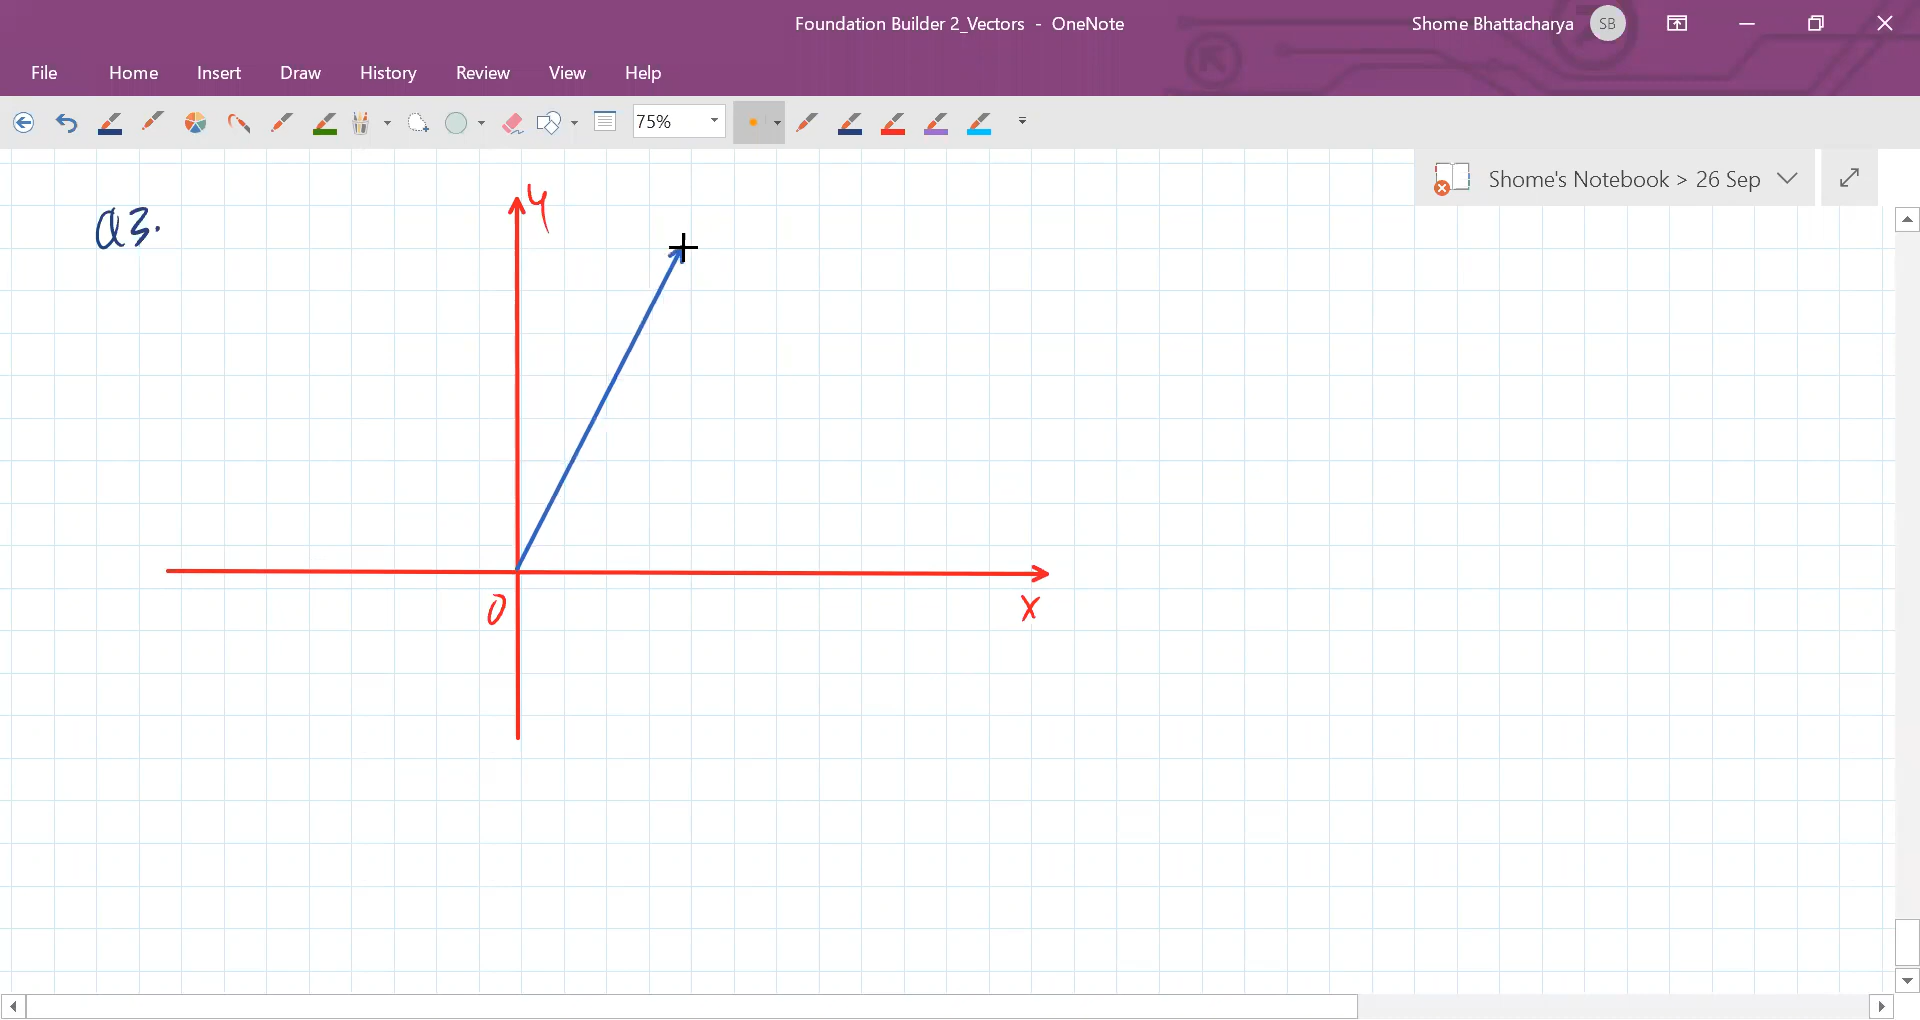 Foundation Builder 2_Vectors - OneNote
Shome Bhattacharya SB
File Home Insert Draw History Review View Help
75%
Shome's Notebook > 26 Sep
Q3.
Y
O
X